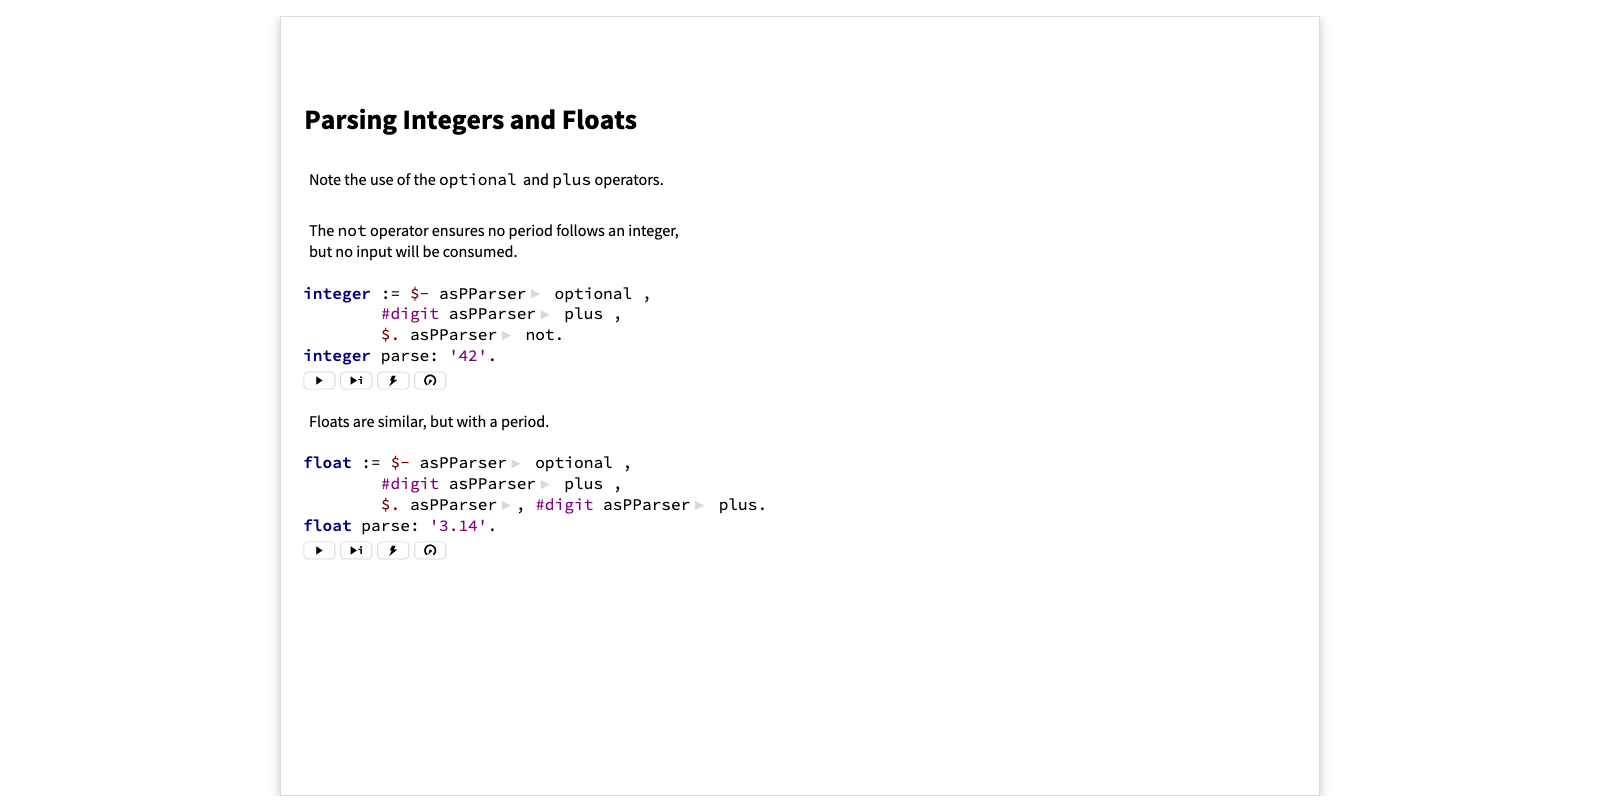 Parsing Integers and Floats
Note the use of the optional and plus operators.
The not operator ensures no period follows an integer,
but no input will be consumed.
integer := $- asPParser▶ optional ,
#digit asPParser▶ plus ,
$. asPParser▶ not.
integer parse: '42'.
▶ ▶i
Floats are similar, but with a period.
float := $- asPParser▶ optional ,
#digit asPParser▶ plus ,
$. asPParser▶ , #digit asPParser▶ plus.
float parse: '3.14'.
▶ ▶i